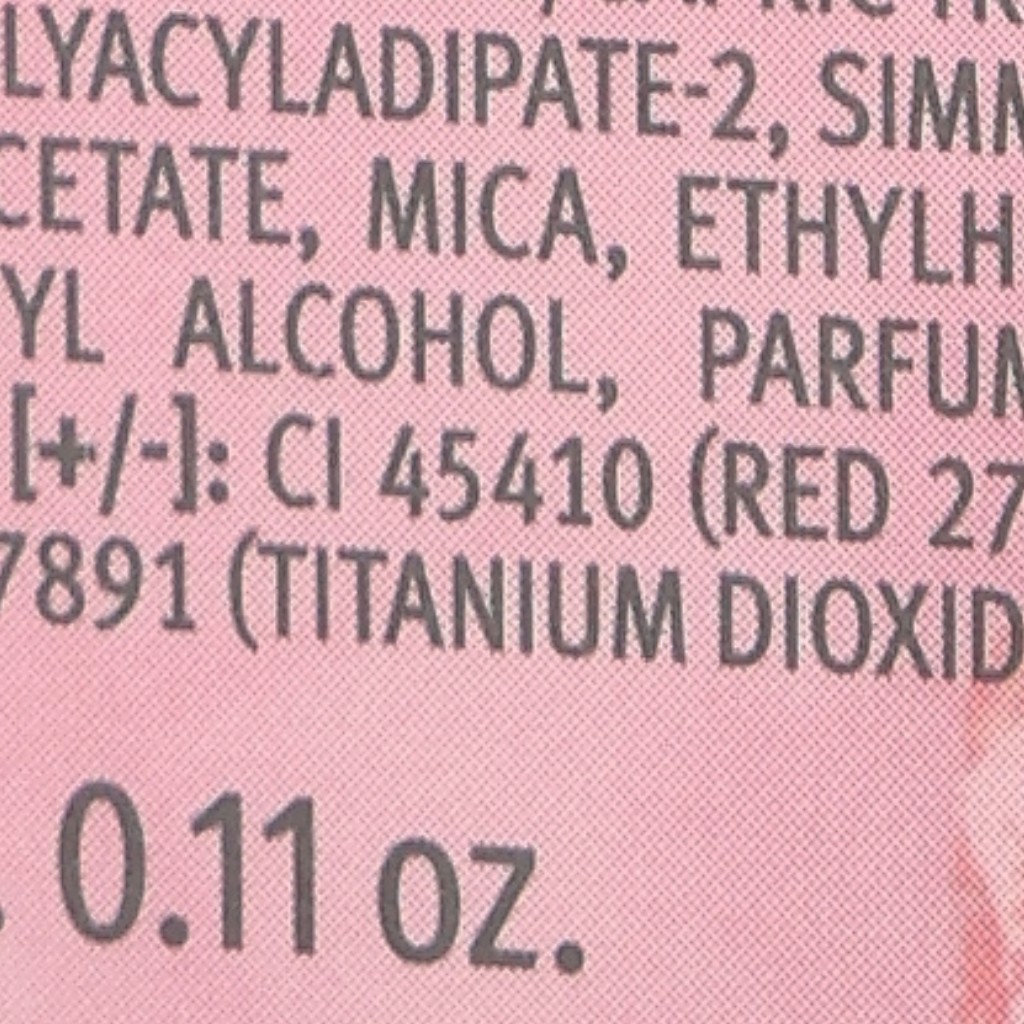 LYACYLADIPATE-2, SIMM
CETATE, MICA, ETHYLH
YL ALCOHOL, PARFUM
[+/-]: CI 45410 (RED 27
7891 (TITANIUM DIOXID
0.11 oz.